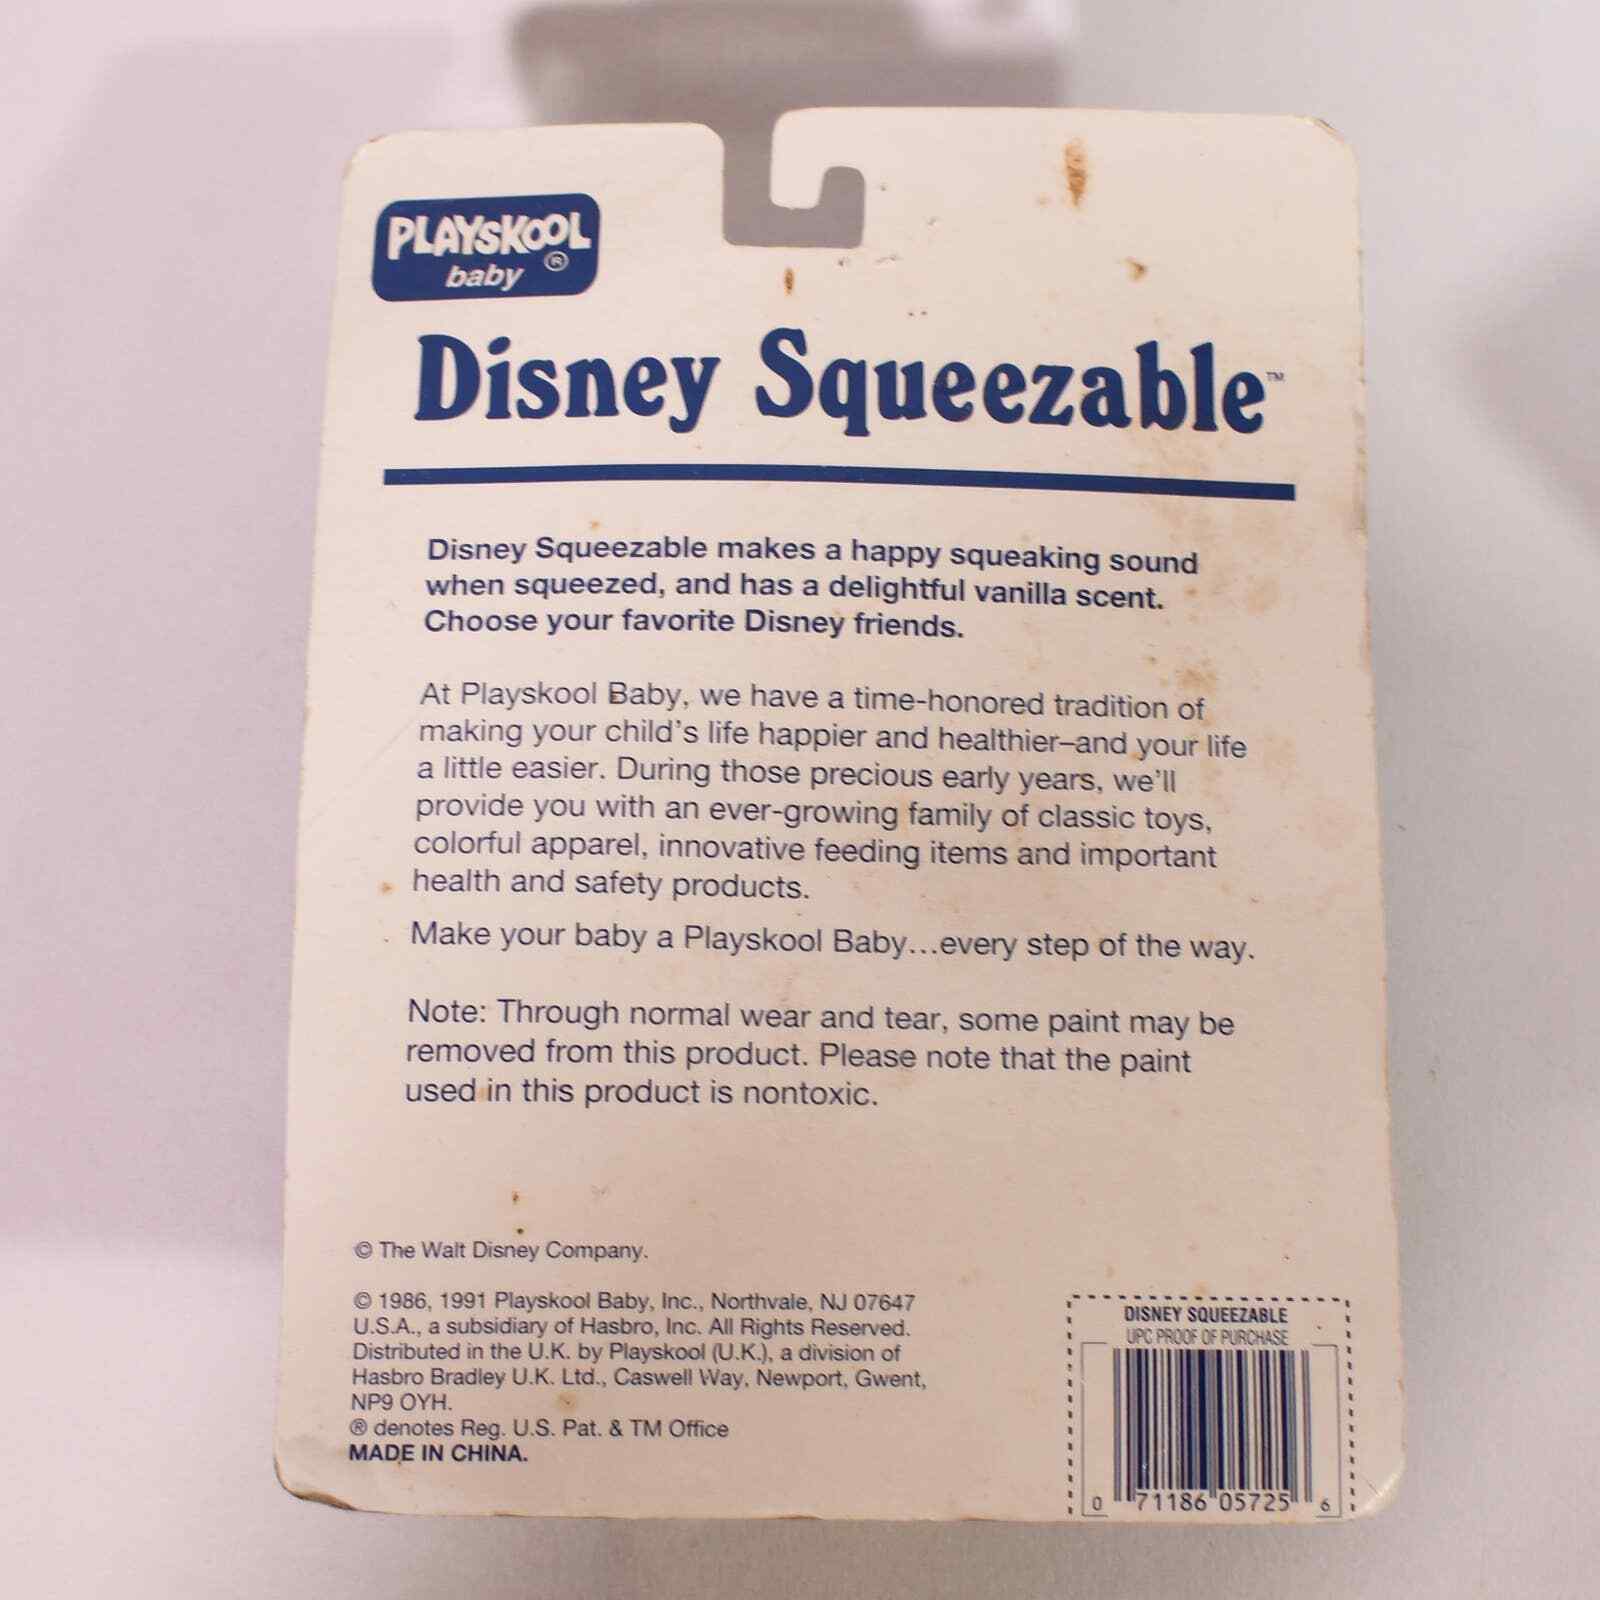 PLAYSKOOL®
baby
Disney Squeezable™
Disney Squeezable makes a happy squeaking sound
when squeezed, and has a delightful vanilla scent.
Choose your favorite Disney friends.
At Playskool Baby, we have a time-honored tradition of
making your child's life happier and healthier–and your life
a little easier. During those precious early years, we'll
provide you with an ever-growing family of classic toys,
colorful apparel, innovative feeding items and important
health and safety products.
Make your baby a Playskool Baby...every step of the way.
Note: Through normal wear and tear, some paint may be
removed from this product. Please note that the paint
used in this product is nontoxic.
© The Walt Disney Company.
© 1986, 1991 Playskool Baby, Inc., Northvale, NJ 07647
U.S.A., a subsidiary of Hasbro, Inc. All Rights Reserved.
Distributed in the U.K. by Playskool (U.K.), a division of
Hasbro Bradley U.K. Ltd., Caswell Way, Newport, Gwent,
NP9 OYH.
® denotes Reg. U.S. Pat. & TM Office
MADE IN CHINA.
DISNEY SQUEEZABLE
UPC PROOF OF PURCHASE
0 71186 05725 6